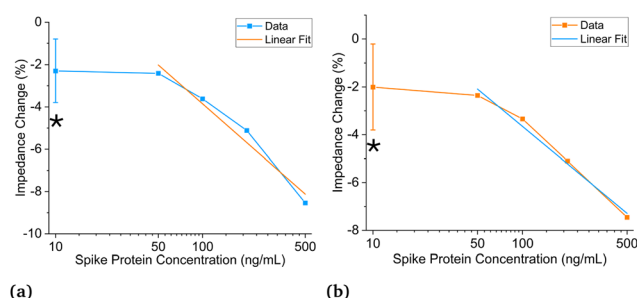 0
-2
-4
-6
-8
-10
Impedance Change (%)
10
50
100
500
Spike Protein Concentration (ng/mL)
Data
Linear Fit
*
(a)
0
-2
-4
-6
-8
Impedance Change (%)
10
50
100
500
Spike Protein Concentration (ng/mL)
Data
Linear Fit
*
(b)